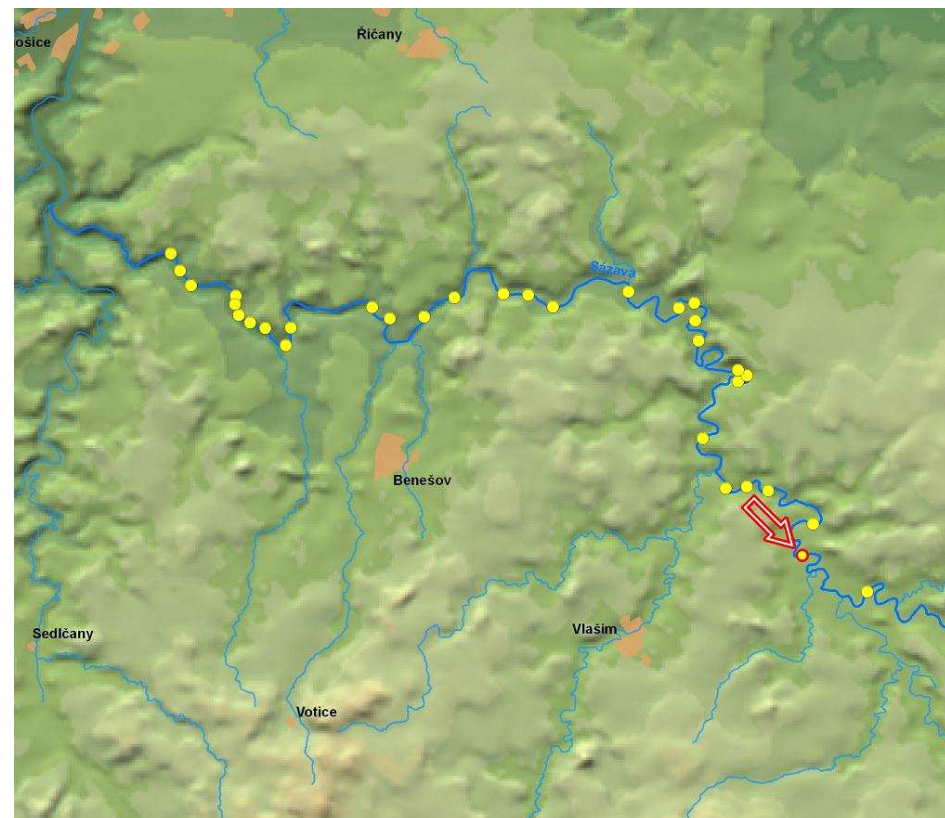 ošice
Říčany
Sázava
Benešov
Sedlčany
Vlašim
Votice